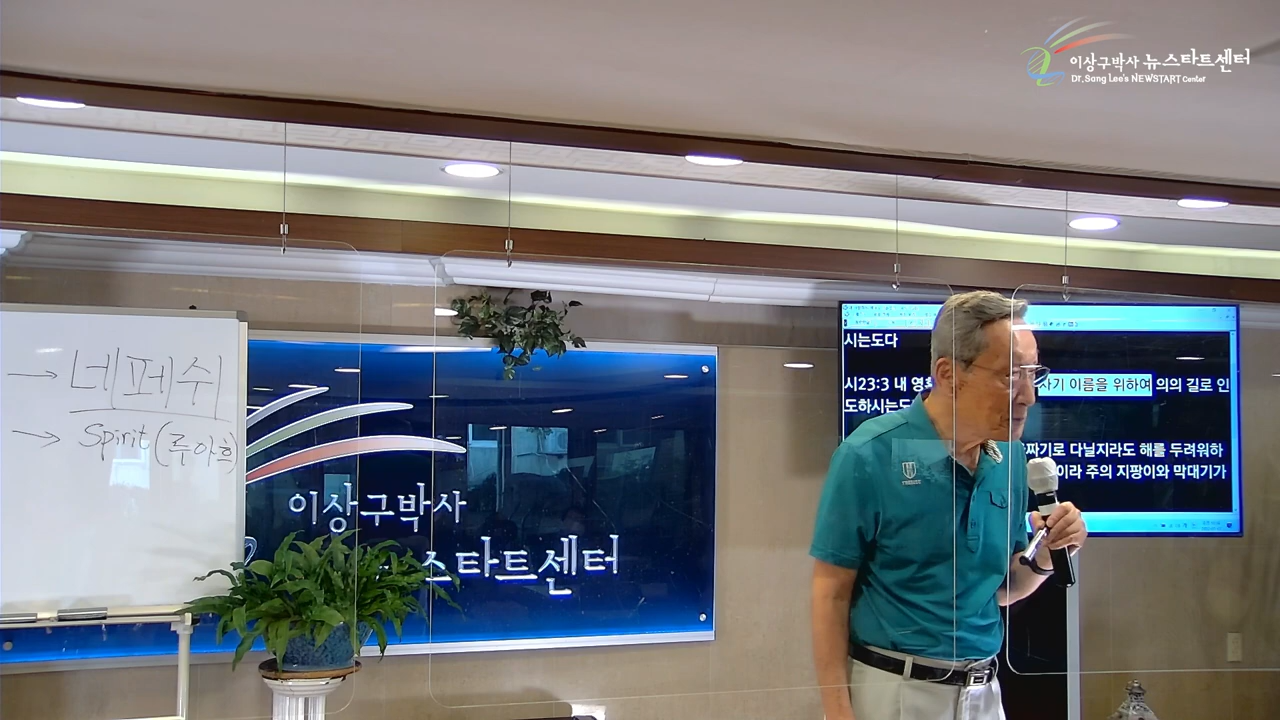 이상구박사 뉴스타트센터
Dr. Sang Lee's NEWSTART Center
→ 네페쉬
→ Spirit (루아흐)
이상구박사
스타트센터
시는도다
시23:3 내 영 자기 이름을 위하여 의의 길로 인
도하시는도
짜기로 다닐지라도 해를 두려워하
이라 주의 지팡이와 막대기가